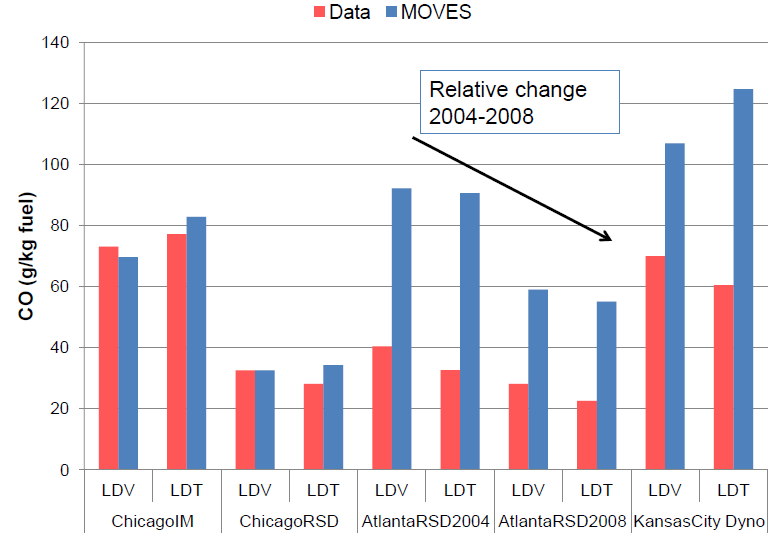 Data MOVES
140
120
100
80
60
40
20
0
CO (g/kg fuel)
Relative change
2004-2008
LDV LDT LDV LDT LDV LDT LDV LDT LDV LDT
ChicagoIM ChicagoRSD AtlantaRSD2004 AtlantaRSD2008 KansasCity Dyno